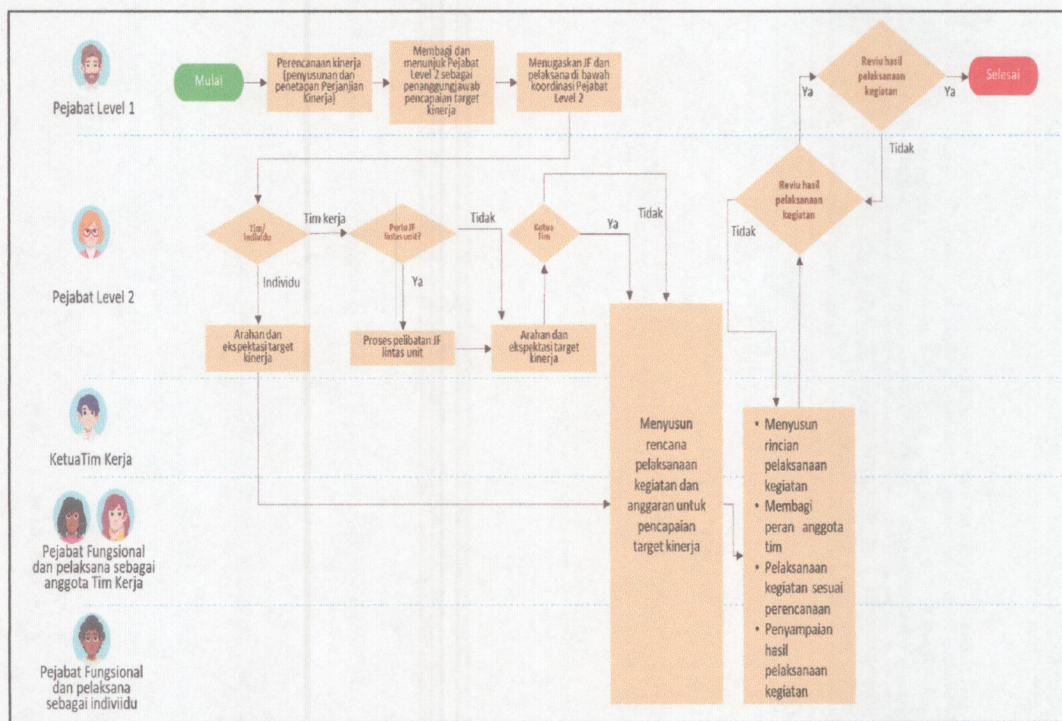 Pejabat Level 1
Mulai
Perencanaan kinerja
(penyusunan dan
penetapan Perjanjian
Kinerja)
Membagi dan
menunjuk Pejabat
Level 2 sebagai
penanggungjawab
pencapaian target
kinerja
Menugaskan JF dan
pelaksana di bawah
koordinasi Pejabat
Level 2
Reviu hasil
pelaksanaan
kegiatan
Ya
Selesai
Ya
Tidak
Pejabat Level 2
Tim/
Individu
Tim kerja
Perlu JF
lintas unit?
Tidak
Ketua
Tim
Ya
Tidak
Reviu hasil
pelaksanaan
kegiatan
Tidak
Individu
Ya
Arahan dan
ekspektasi target
kinerja
Proses pelibatan JF
lintas unit
Arahan dan
ekspektasi target
kinerja
KetuaTim Kerja
Pejabat Fungsional
dan pelaksana sebagai
anggota Tim Kerja
Pejabat Fungsional
dan pelaksana
sebagai indiviidu
Menyusun
rencana
pelaksanaan
kegiatan dan
anggaran untuk
pencapaian
target kinerja
• Menyusun
rincian
pelaksanaan
kegiatan
• Membagi
peran anggota
tim
• Pelaksanaan
kegiatan sesuai
perencanaan
• Penyampaian
hasil
pelaksanaan
kegiatan